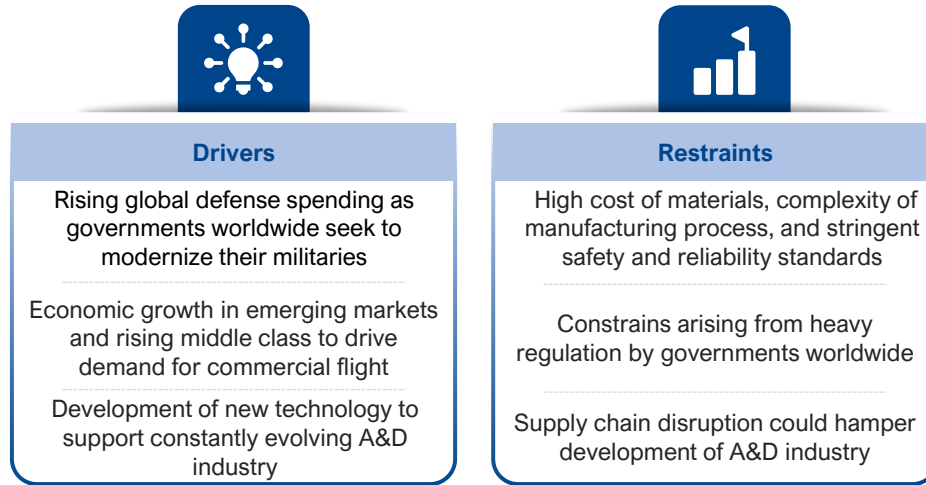 Drivers
Rising global defense spending as
governments worldwide seek to
modernize their militaries
Economic growth in emerging markets
and rising middle class to drive
demand for commercial flight
Development of new technology to
support constantly evolving A&D
industry
Restraints
High cost of materials, complexity of
manufacturing process, and stringent
safety and reliability standards
Constrains arising from heavy
regulation by governments worldwide
Supply chain disruption could hamper
development of A&D industry